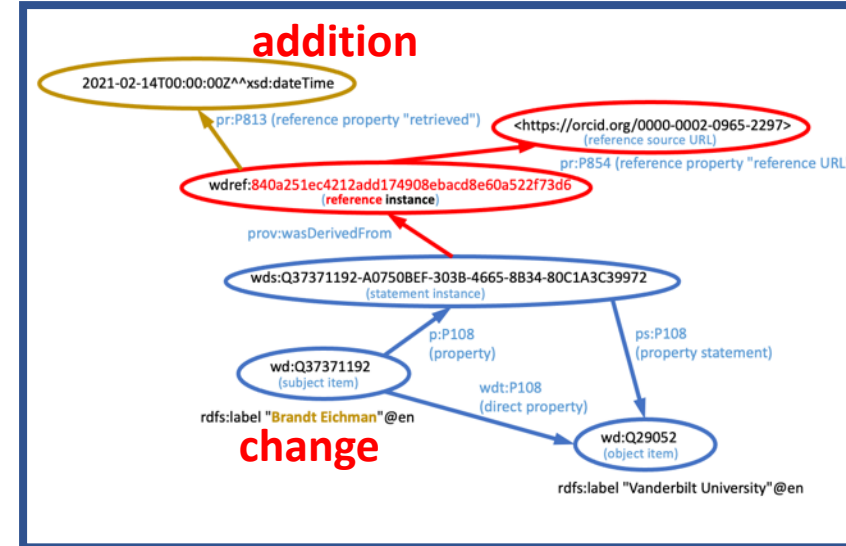 addition
2021-02-14T00:00:00Z^^xsd:dateTime
pr:P813 (reference property "retrieved")
<https://orcid.org/0000-0002-0965-2297>
(reference source URL)
pr:P854 (reference property "reference URL
wdref:840a251ec4212add174908ebacd8e60a522f73d6
(reference instance)
prov:wasDerivedFrom
wds:Q37371192-A0750BEF-303B-4665-8B34-80C1A3C39972
(statement instance)
p:P108
(property)
ps:P108
(property statement)
wd:Q37371192
(subject item)
wdt:P108
(direct property)
rdfs:label "Brandt Eichman"@en
change
wd:Q29052
(object item)
rdfs:label "Vanderbilt University"@en